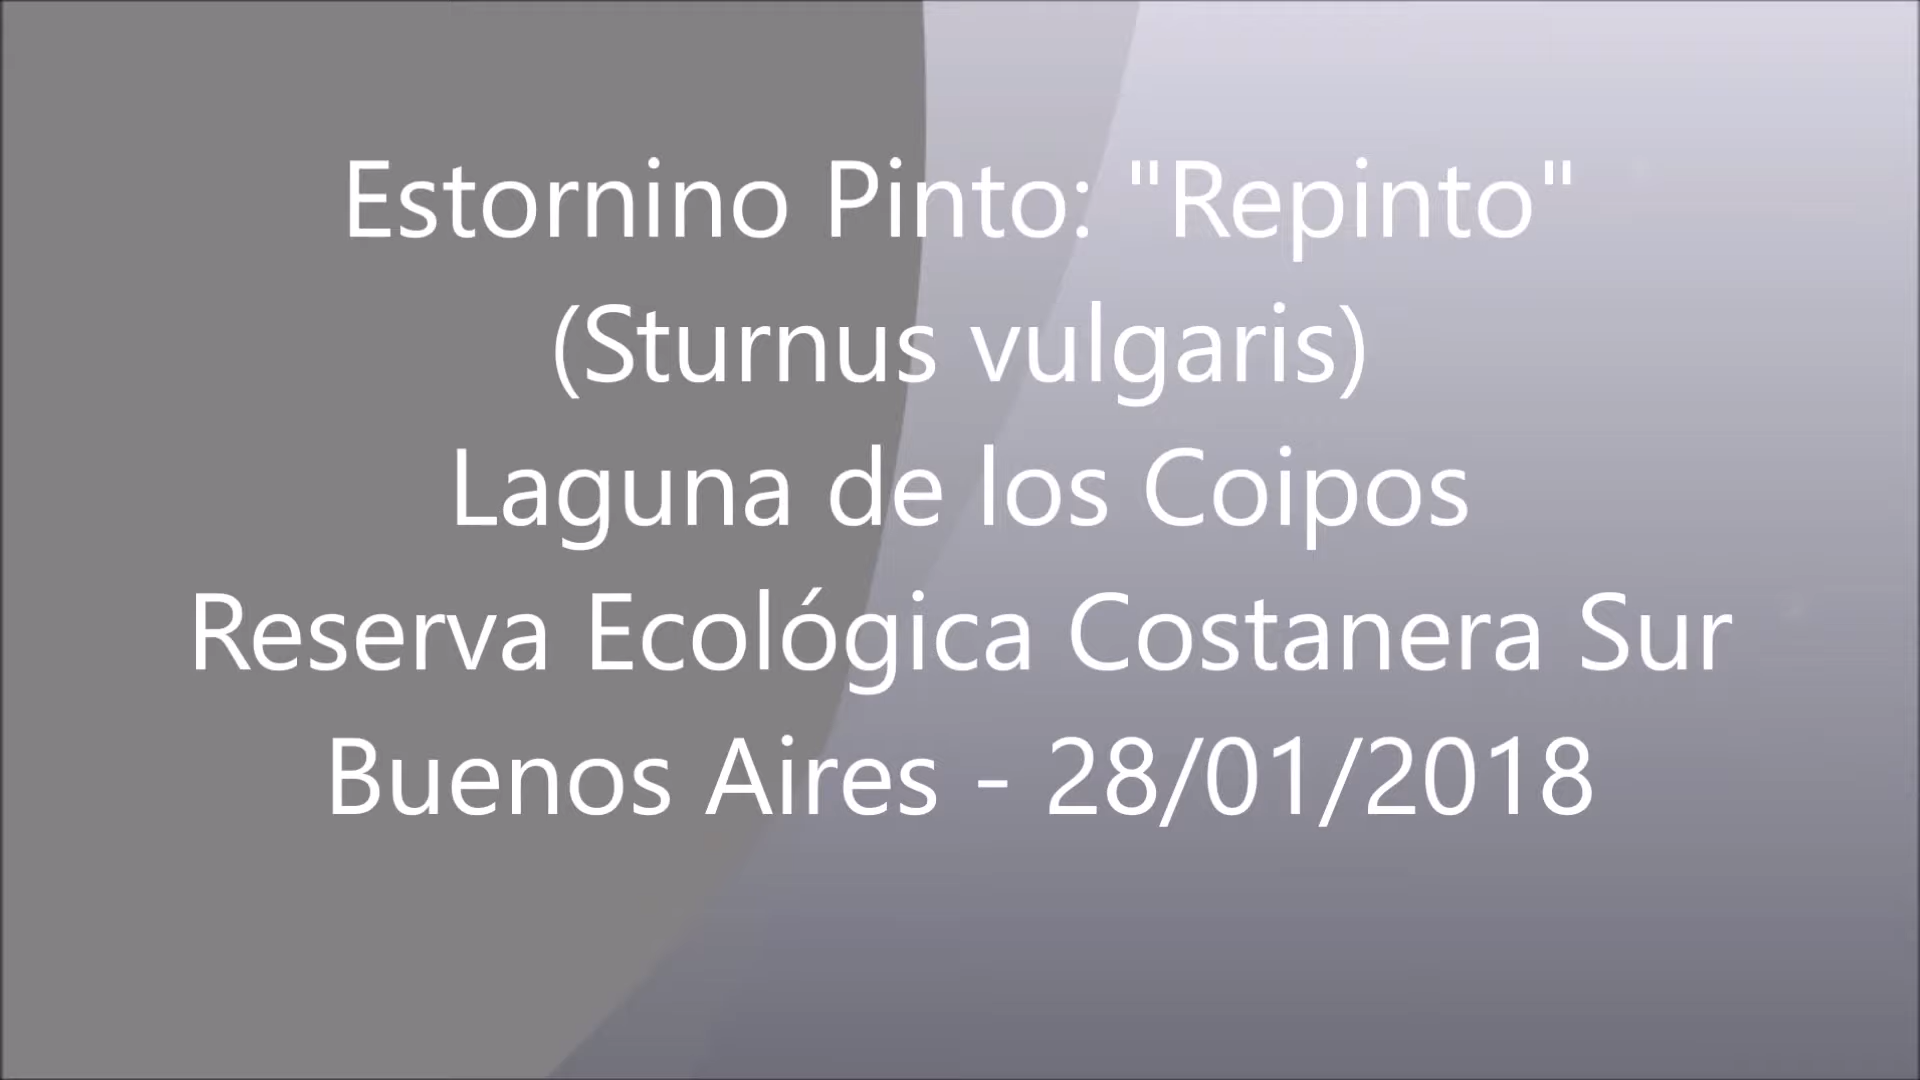 Estornino Pinto: "Repinto"
(Sturnus vulgaris)
Laguna de los Coipos
Reserva Ecológica Costanera Sur
Buenos Aires - 28/01/2018